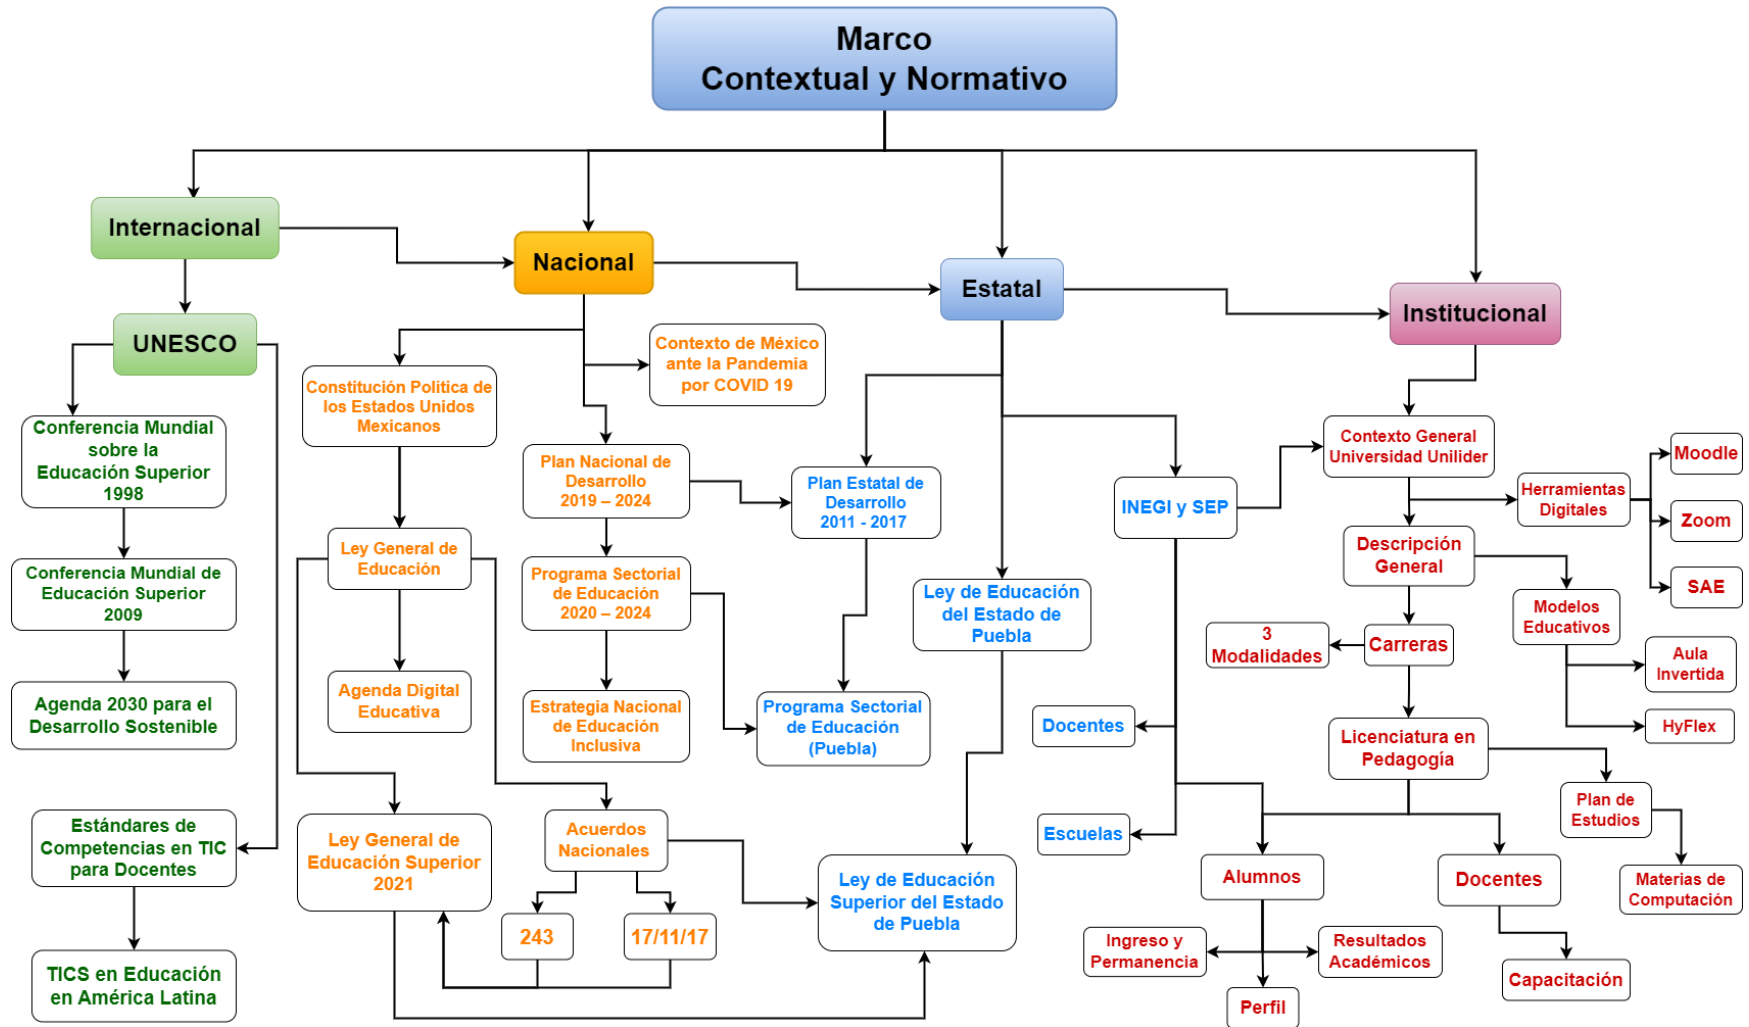 Marco
Contextual y Normativo
Internacional
Nacional
Estatal
Institucional
UNESCO
Conferencia Mundial
sobre la
Educación Superior
1998
Conferencia Mundial de
Educación Superior
2009
Agenda 2030 para el
Desarrollo Sostenible
Estándares de
Competencias en TIC
para Docentes
TICS en Educación
en América Latina
Constitución Política de
los Estados Unidos
Mexicanos
Contexto de México
ante la Pandemia
por COVID 19
Ley General de
Educación
Agenda Digital
Educativa
Plan Nacional de
Desarrollo
2019 – 2024
Programa Sectorial
de Educación
2020 – 2024
Estrategia Nacional
de Educación
Inclusiva
Ley General de
Educación Superior
2021
Acuerdos
Nacionales
243
17/11/17
Plan Estatal de
Desarrollo
2011 - 2017
Programa Sectorial
de Educación
(Puebla)
Ley de Educación
del Estado de
Puebla
Ley de Educación
Superior del Estado
de Puebla
INEGI y SEP
Docentes
Escuelas
Contexto General
Universidad Unilider
Herramientas
Digitales
Moodle
Zoom
SAE
Descripción
General
Modelos
Educativos
Aula
Invertida
HyFlex
Carreras
3
Modalidades
Licenciatura en
Pedagogía
Plan de
Estudios
Materias de
Computación
Alumnos
Docentes
Ingreso y
Permanencia
Resultados
Académicos
Perfil
Capacitación